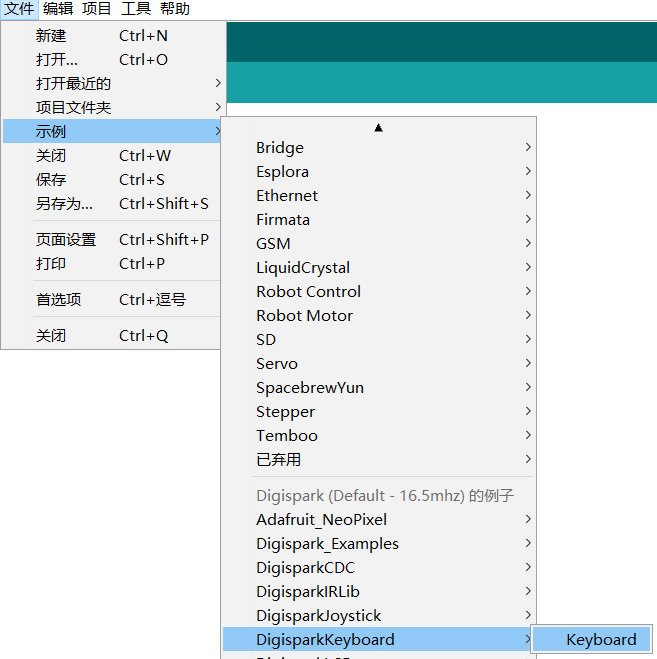 文件 编辑 项目 工具 帮助
新建 Ctrl+N
打开... Ctrl+O
打开最近的
项目文件夹
示例
关闭 Ctrl+W
保存 Ctrl+S
另存为... Ctrl+Shift+S
页面设置 Ctrl+Shift+P
打印 Ctrl+P
首选项 Ctrl+逗号
关闭 Ctrl+Q
Bridge
Esplora
Ethernet
Firmata
GSM
LiquidCrystal
Robot Control
Robot Motor
SD
Servo
SpacebrewYun
Stepper
Temboo
已弃用
Digispark (Default - 16.5mhz) 的例子
Adafruit_NeoPixel
Digispark_Examples
DigisparkCDC
DigisparkIRLib
DigisparkJoystick
DigisparkKeyboard
Keyboard